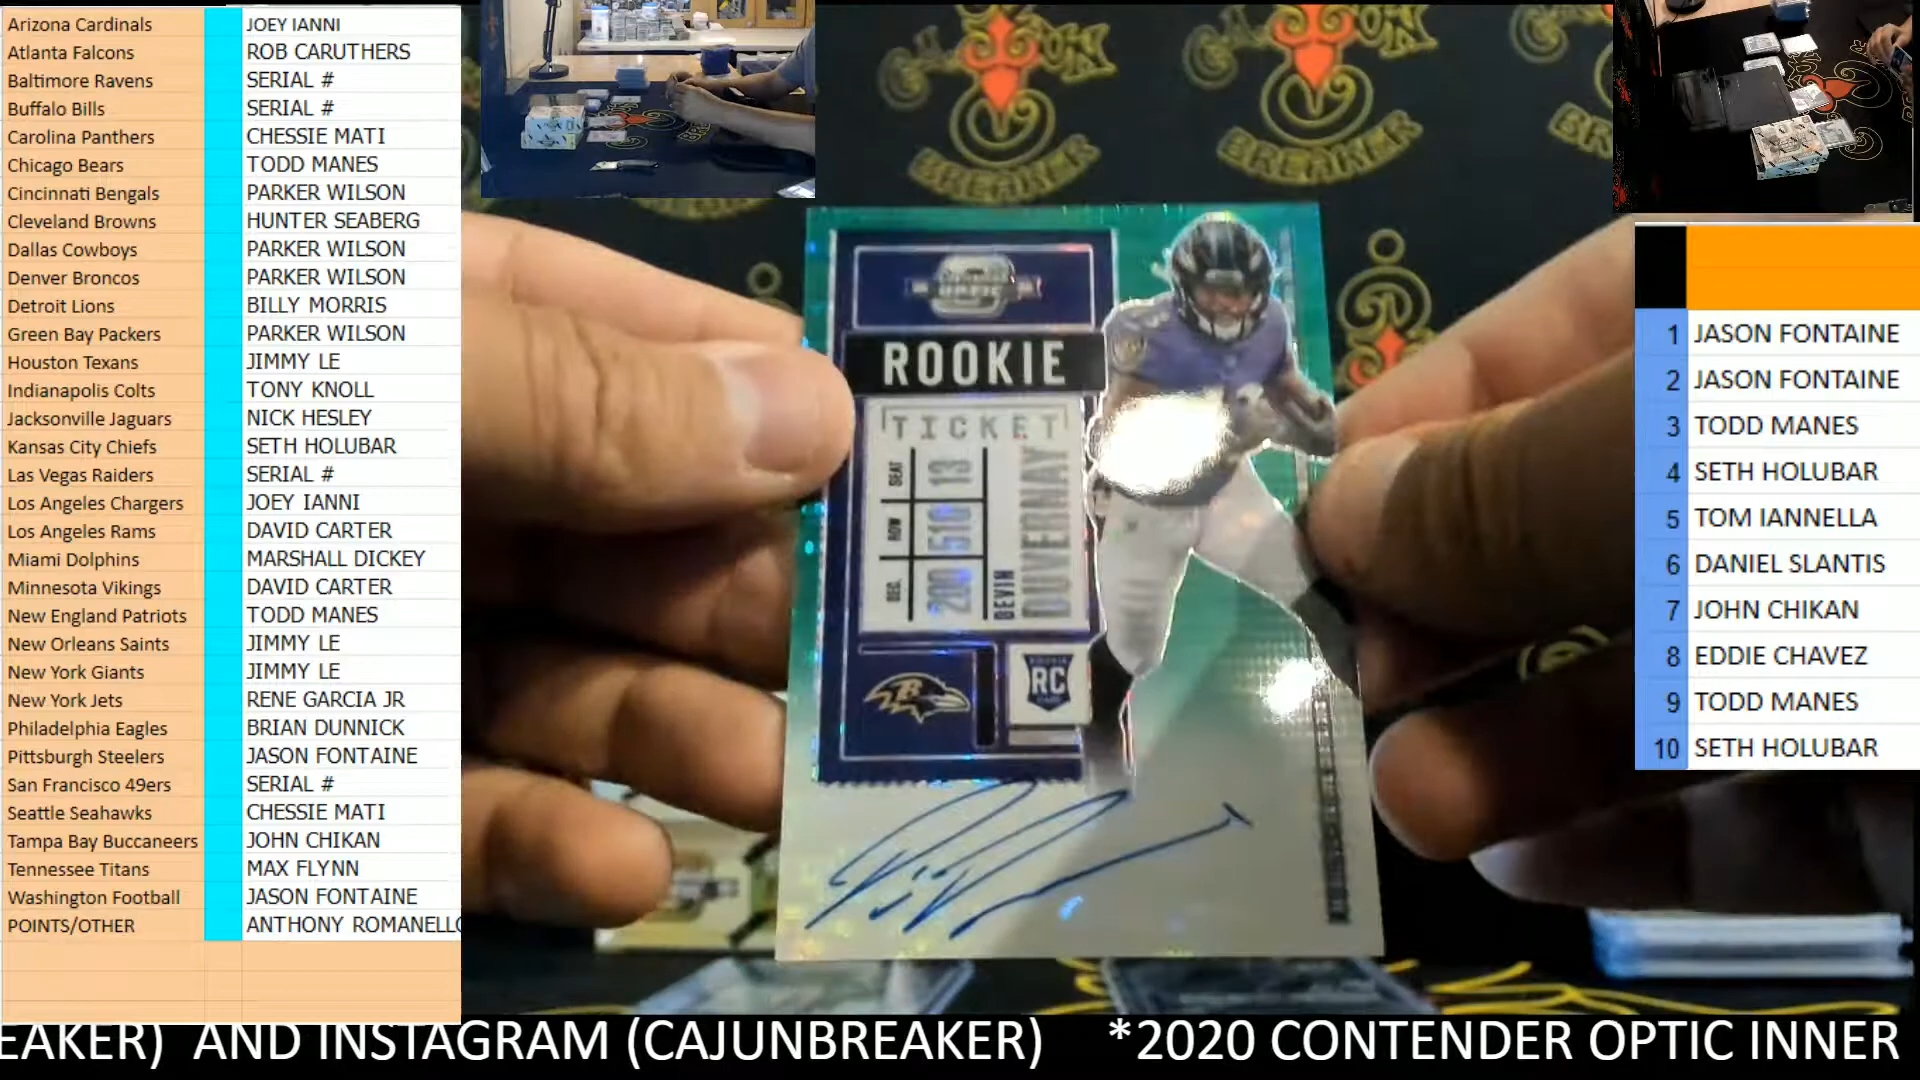 Arizona Cardinals JOEY IANNI
Atlanta Falcons ROB CARUTHERS
Baltimore Ravens SERIAL #
Buffalo Bills SERIAL #
Carolina Panthers CHESSIE MATI
Chicago Bears TODD MANES
Cincinnati Bengals PARKER WILSON
Cleveland Browns HUNTER SEABERG
Dallas Cowboys PARKER WILSON
Denver Broncos PARKER WILSON
Detroit Lions BILLY MORRIS
Green Bay Packers PARKER WILSON
Houston Texans JIMMY LE
Indianapolis Colts TONY KNOLL
Jacksonville Jaguars NICK HESLEY
Kansas City Chiefs SETH HOLUBAR
Las Vegas Raiders SERIAL #
Los Angeles Chargers JOEY IANNI
Los Angeles Rams DAVID CARTER
Miami Dolphins MARSHALL DICKEY
Minnesota Vikings DAVID CARTER
New England Patriots TODD MANES
New Orleans Saints JIMMY LE
New York Giants JIMMY LE
New York Jets RENE GARCIA JR
Philadelphia Eagles BRIAN DUNNICK
Pittsburgh Steelers JASON FONTAINE
San Francisco 49ers SERIAL #
Seattle Seahawks CHESSIE MATI
Tampa Bay Buccaneers JOHN CHIKAN
Tennessee Titans MAX FLYNN
Washington Football JASON FONTAINE
POINTS/OTHER ANTHONY ROMANELLO
BREAKER
BREAKER
OPTIC
ROOKIE
TICKET
SEAT 13
ROW 510
SEC. 200
DEVIN
DUVERNAY
ROOKIE
RC
1 JASON FONTAINE
2 JASON FONTAINE
3 TODD MANES
4 SETH HOLUBAR
5 TOM IANNELLA
6 DANIEL SLANTIS
7 JOHN CHIKAN
8 EDDIE CHAVEZ
9 TODD MANES
10 SETH HOLUBAR
EAKER) AND INSTAGRAM (CAJUNBREAKER) *2020 CONTENDER OPTIC INNER